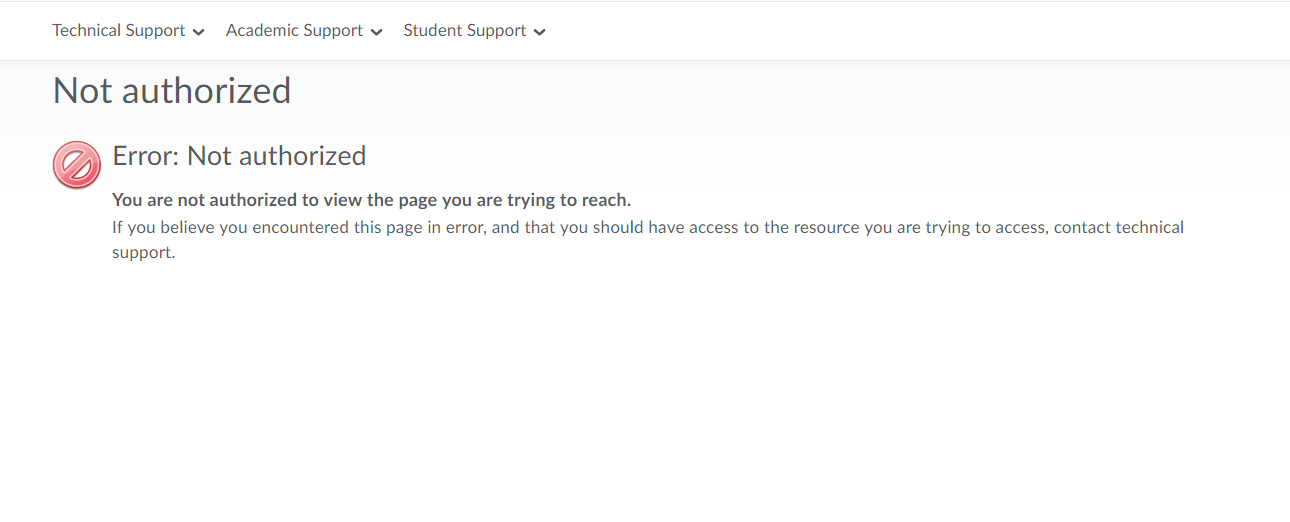 Technical Support Academic Support Student Support
Not authorized
Error: Not authorized
You are not authorized to view the page you are trying to reach.
If you believe you encountered this page in error, and that you should have access to the resource you are trying to access, contact technical
support.